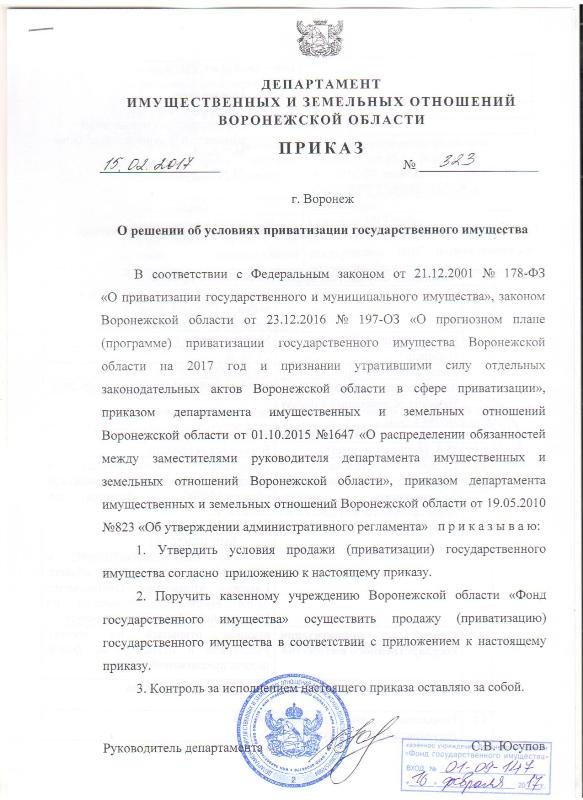 ДЕПАРТАМЕНТ
ИМУЩЕСТВЕННЫХ И ЗЕМЕЛЬНЫХ ОТНОШЕНИЙ
ВОРОНЕЖСКОЙ ОБЛАСТИ
ПРИКАЗ
15.02.2017 № 323
г. Воронеж
О решении об условиях приватизации государственного имущества
В соответствии с Федеральным законом от 21.12.2001 № 178-ФЗ
«О приватизации государственного и муниципального имущества», законом
Воронежской области от 23.12.2016 № 197-ОЗ «О прогнозном плане
(программе) приватизации государственного имущества Воронежской
области на 2017 год и признании утратившими силу отдельных
законодательных актов Воронежской области в сфере приватизации»,
приказом департамента имущественных и земельных отношений
Воронежской области от 01.10.2015 №1647 «О распределении обязанностей
между заместителями руководителя департамента имущественных и
земельных отношений Воронежской области», приказом департамента
имущественных и земельных отношений Воронежской области от 19.05.2010
№823 «Об утверждении административного регламента» п р и к а з ы в а ю:
1. Утвердить условия продажи (приватизации) государственного
имущества согласно приложению к настоящему приказу.
2. Поручить казенному учреждению Воронежской области «Фонд
государственного имущества» осуществить продажу (приватизацию)
государственного имущества в соответствии с приложением к настоящему
приказу.
3. Контроль за исполнением настоящего приказа оставляю за собой.
Руководитель департамента С.В. Юсупов
казенное учреждение
«Фонд государственного имущества»
ВХОД. № 01-09-147
«16» февраля 2017г.